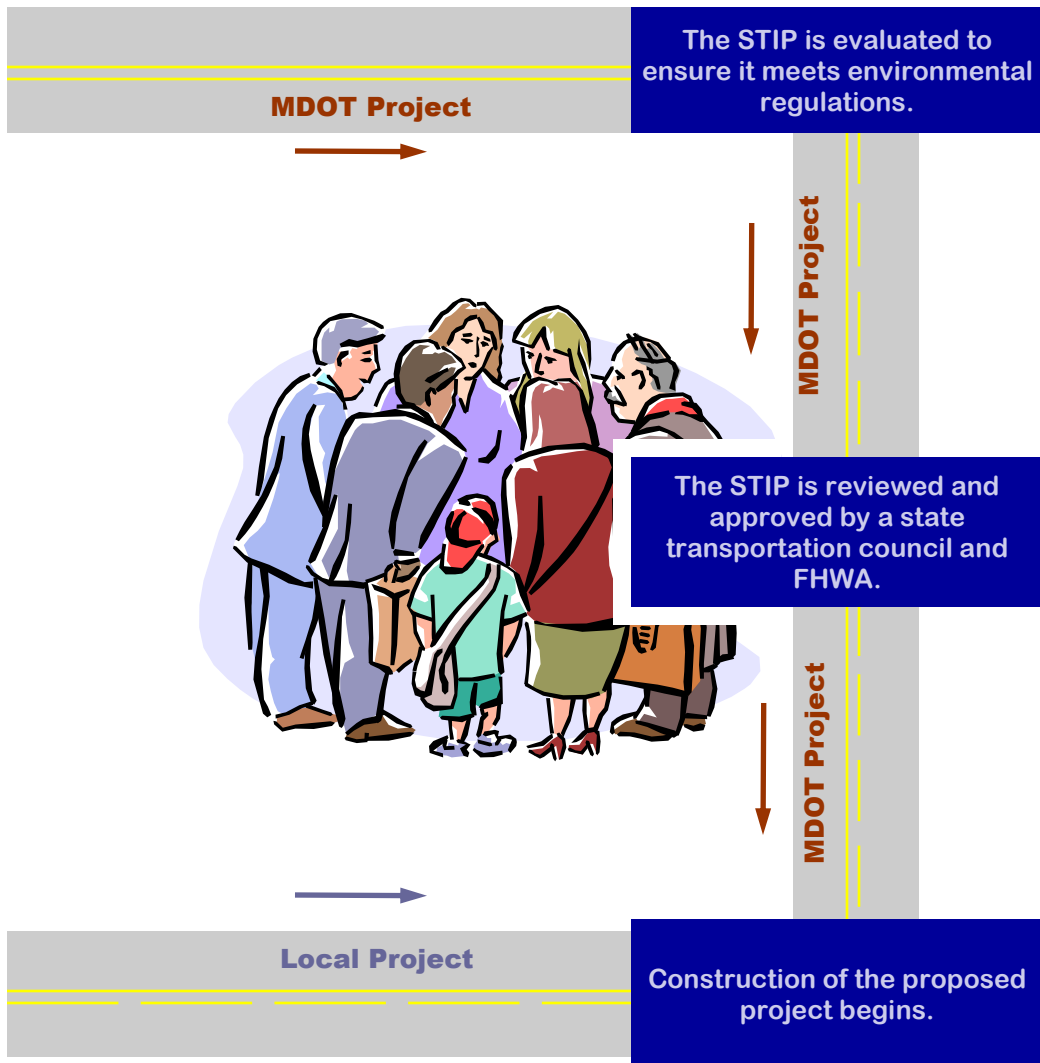 The STIP is evaluated to
ensure it meets environmental
regulations.
MDOT Project
MDOT Project
The STIP is reviewed and
approved by a state
transportation council and
FHWA.
MDOT Project
Local Project
Construction of the proposed
project begins.